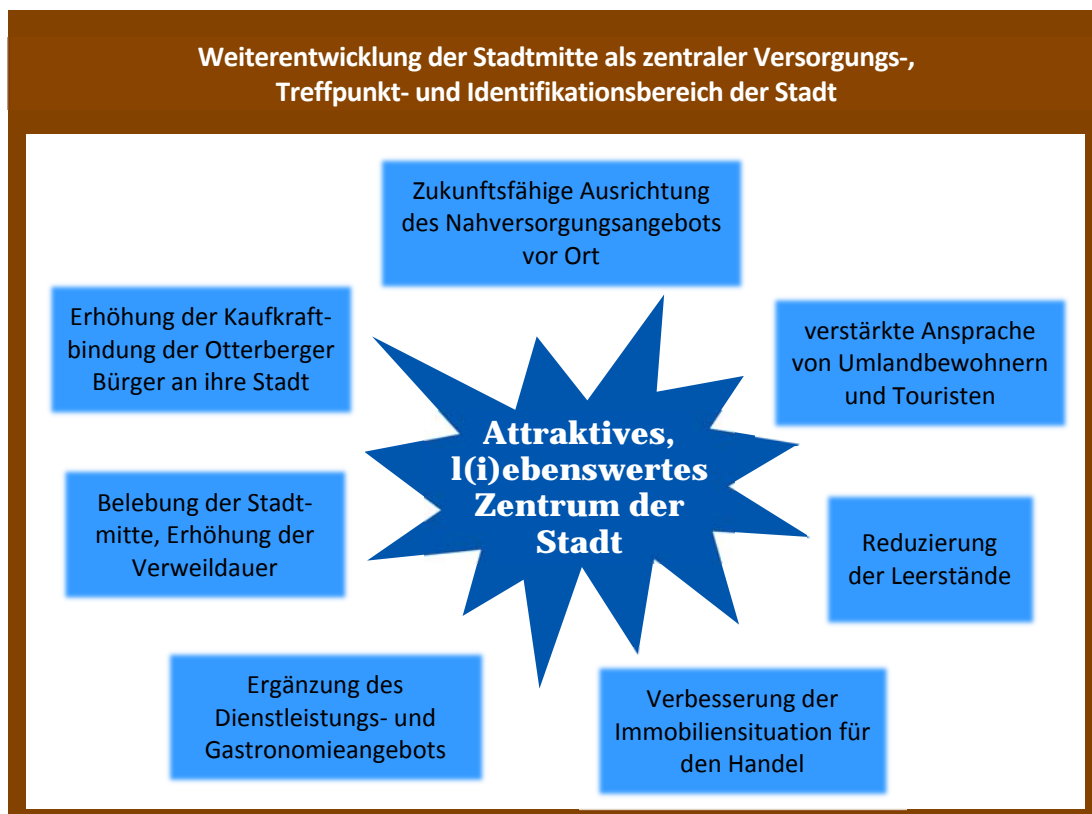 Weiterentwicklung der Stadtmitte als zentraler Versorgungs-,
Treffpunkt- und Identifikationsbereich der Stadt
Zukunftsfähige Ausrichtung
des Nahversorgungsangebots
vor Ort
Erhöhung der Kaufkraft-
bindung der Otterberger
Bürger an ihre Stadt
verstärkte Ansprache
von Umlandbewohnern
und Touristen
Attraktives,
l(i)ebenswertes
Zentrum der
Stadt
Belebung der Stadt-
mitte, Erhöhung der
Verweildauer
Reduzierung
der Leerstände
Ergänzung des
Dienstleistungs- und
Gastronomieangebots
Verbesserung der
Immobiliensituation für
den Handel